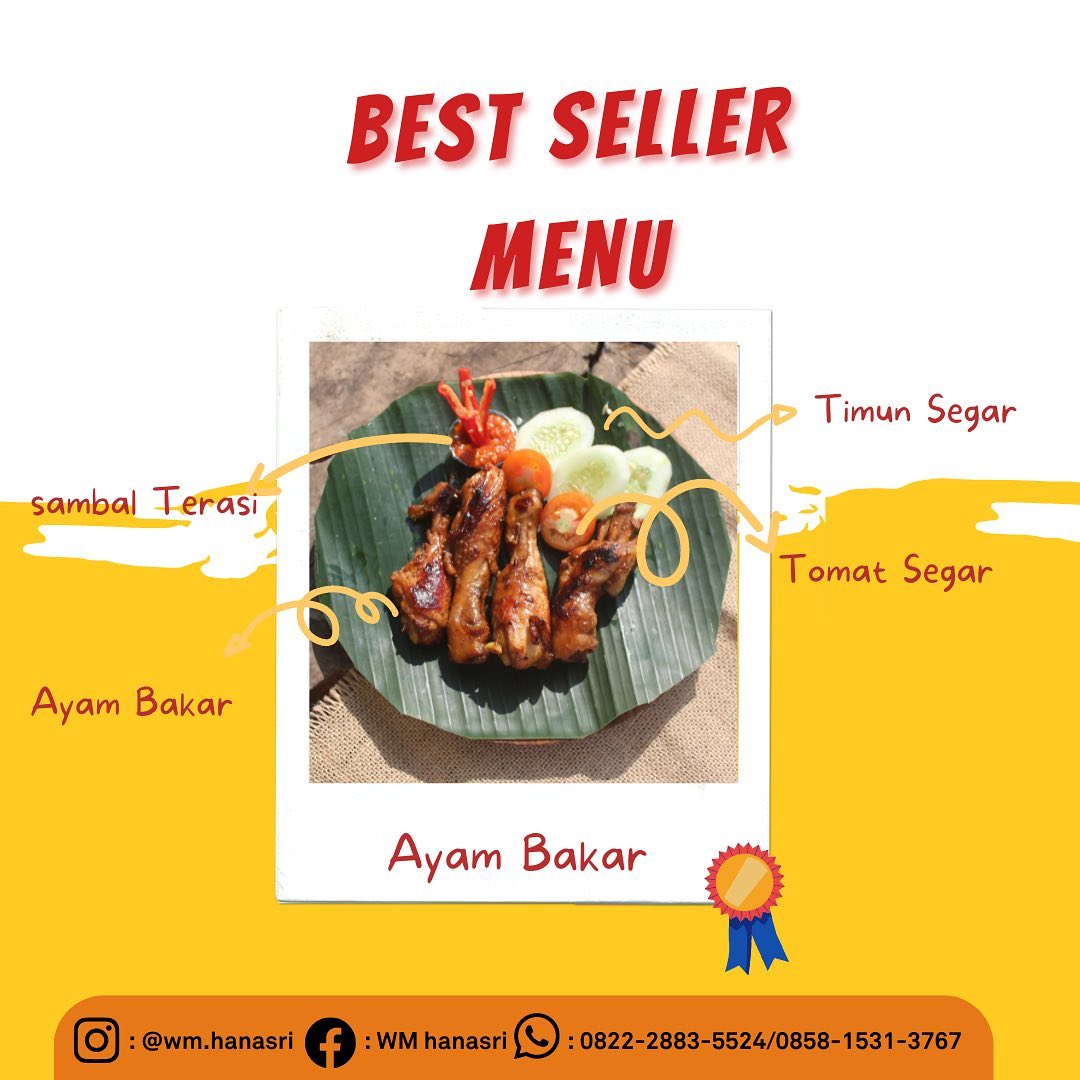 BEST SELLER
MENU
Timun Segar
sambal Terasi
Tomat Segar
Ayam Bakar
Ayam Bakar
: @wm.hanasri : WM hanasri : 0822-2883-5524/0858-1531-3767